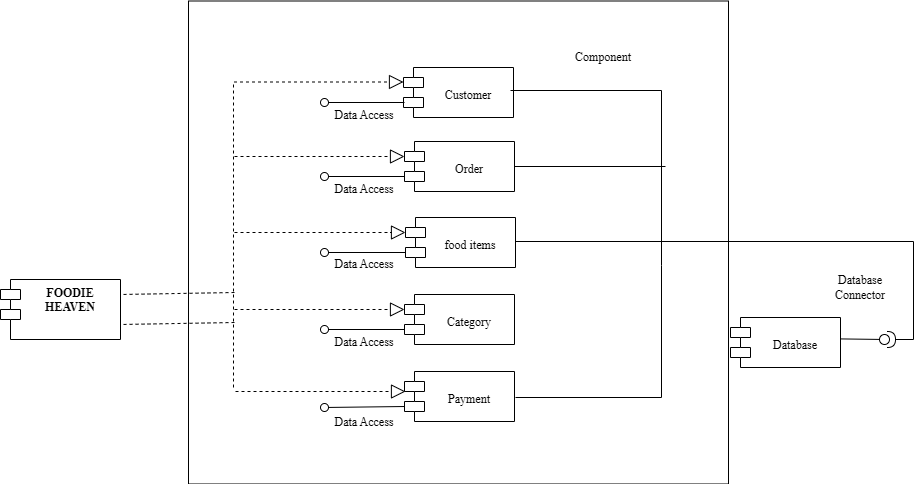 Component
Customer
Data Access
Order
Data Access
food items
Data Access
FOODIE
HEAVEN
Database
Connector
Category
Data Access
Database
Payment
Data Access